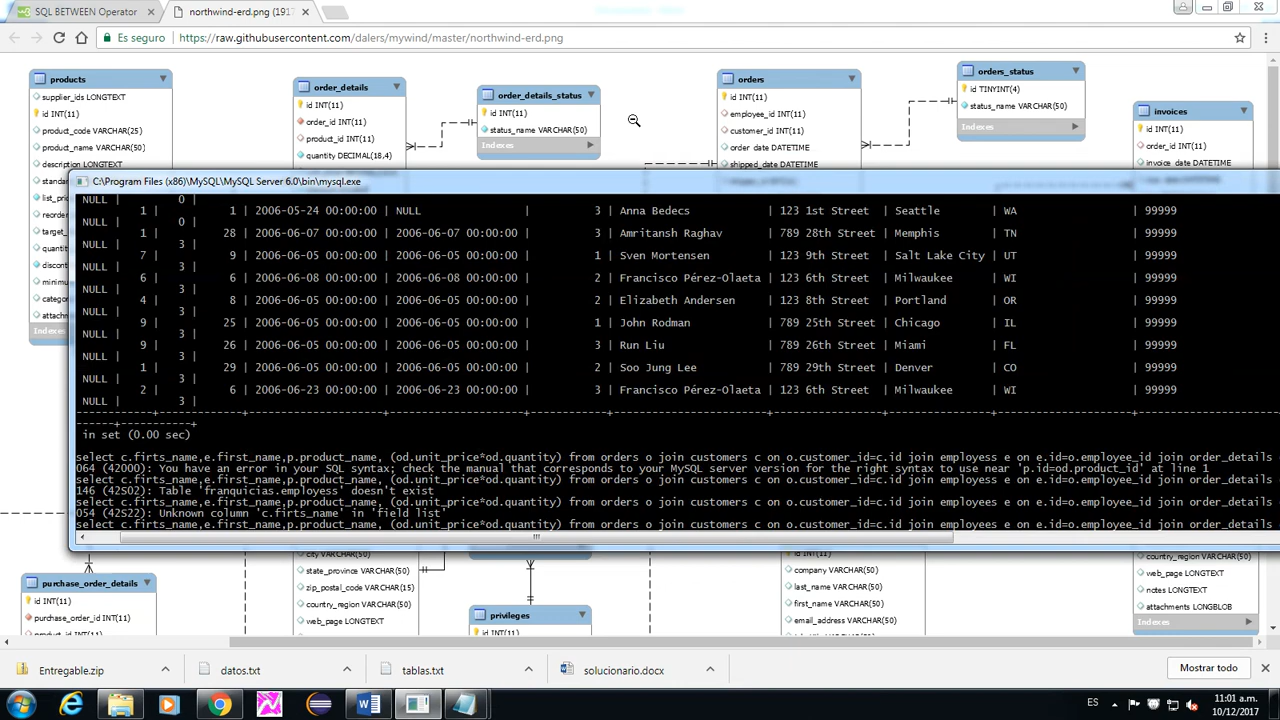 SQL BETWEEN Operator
northwind-erd.png (1917
Es seguro https://raw.githubusercontent.com/dalers/mywind/master/northwind-erd.png
products
supplier_ids LONGTEXT
id INT(11)
product_code VARCHAR(25)
product_name VARCHAR(50)
description LONGTEXT
standa
list_pric
reorder
target_
quantit
discont
minimu
catego
attachm
Indexes
order_details
id INT(11)
order_id INT(11)
product_id INT(11)
quantity DECIMAL(18,4)
order_details_status
id INT(11)
status_name VARCHAR(50)
Indexes
orders
id INT(11)
employee_id INT(11)
customer_id INT(11)
order_date DATETIME
shipped_date DATETIME
orders_status
id TINYINT(4)
status_name VARCHAR(50)
Indexes
invoices
id INT(11)
order_id INT(11)
invoice_date DATETIME
C:\Program Files (x86)\MySQL\MySQL Server 6.0\bin\mysql.exe
NULL | 0 |
1 | 1 | 2006-05-24 00:00:00 | NULL | 3 | Anna Bedecs | 123 1st Street | Seattle | WA | 99999
NULL | 0 |
1 | 28 | 2006-06-07 00:00:00 | 2006-06-07 00:00:00 | 3 | Amritansh Raghav | 789 28th Street | Memphis | TN | 99999
NULL | 3 |
7 | 9 | 2006-06-05 00:00:00 | 2006-06-05 00:00:00 | 1 | Sven Mortensen | 123 9th Street | Salt Lake City | UT | 99999
NULL | 3 |
6 | 6 | 2006-06-08 00:00:00 | 2006-06-08 00:00:00 | 2 | Francisco Pérez-Olaeta | 123 6th Street | Milwaukee | WI | 99999
NULL | 3 |
4 | 8 | 2006-06-05 00:00:00 | 2006-06-05 00:00:00 | 2 | Elizabeth Andersen | 123 8th Street | Portland | OR | 99999
NULL | 3 |
9 | 25 | 2006-06-05 00:00:00 | 2006-06-05 00:00:00 | 1 | John Rodman | 789 25th Street | Chicago | IL | 99999
NULL | 3 |
9 | 26 | 2006-06-05 00:00:00 | 2006-06-05 00:00:00 | 3 | Run Liu | 789 26th Street | Miami | FL | 99999
NULL | 3 |
1 | 29 | 2006-06-05 00:00:00 | 2006-06-05 00:00:00 | 2 | Soo Jung Lee | 789 29th Street | Denver | CO | 99999
NULL | 3 |
2 | 6 | 2006-06-23 00:00:00 | 2006-06-23 00:00:00 | 3 | Francisco Pérez-Olaeta | 123 6th Street | Milwaukee | WI | 99999
NULL | 3 |
in set (0.00 sec)
select c.firts_name,e.first_name,p.product_name, (od.unit_price*od.quantity) from orders o join customers c on o.customer_id=c.id join employess e on e.id=o.employee_id join order_details
064 (42000): You have an error in your SQL syntax; check the manual that corresponds to your MySQL server version for the right syntax to use near 'p.id=od.product_id' at line 1
select c.firts_name,e.first_name,p.product_name, (od.unit_price*od.quantity) from orders o join customers c on o.customer_id=c.id join employess e on e.id=o.employee_id join order_details
146 (42S02): Table 'franquicias.employess' doesn't exist
select c.firts_name,e.first_name,p.product_name, (od.unit_price*od.quantity) from orders o join customers c on o.customer_id=c.id join employees e on e.id=o.employee_id join order_details
054 (42S22): Unknown column 'c.firts_name' in 'field list'
select c.firts_name,e.first_name,p.product_name, (od.unit_price*od.quantity) from orders o join customers c on o.customer_id=c.id join employees e on e.id=o.employee_id join order_details
purchase_order_details
id INT(11)
purchase_order_id INT(11)
product_id INT(11)
city VARCHAR(50)
state_province VARCHAR(50)
zip_postal_code VARCHAR(15)
country_region VARCHAR(50)
web_page LONGTEXT
privileges
id INT(11)
id INT(11)
company VARCHAR(50)
last_name VARCHAR(50)
first_name VARCHAR(50)
email_address VARCHAR(50)
country_region VARCHAR(50)
web_page LONGTEXT
notes LONGTEXT
attachments LONGBLOB
Indexes
Entregable.zip
datos.txt
tablas.txt
solucionario.docx
Mostrar todo
ES
11:01 a.m.
10/12/2017